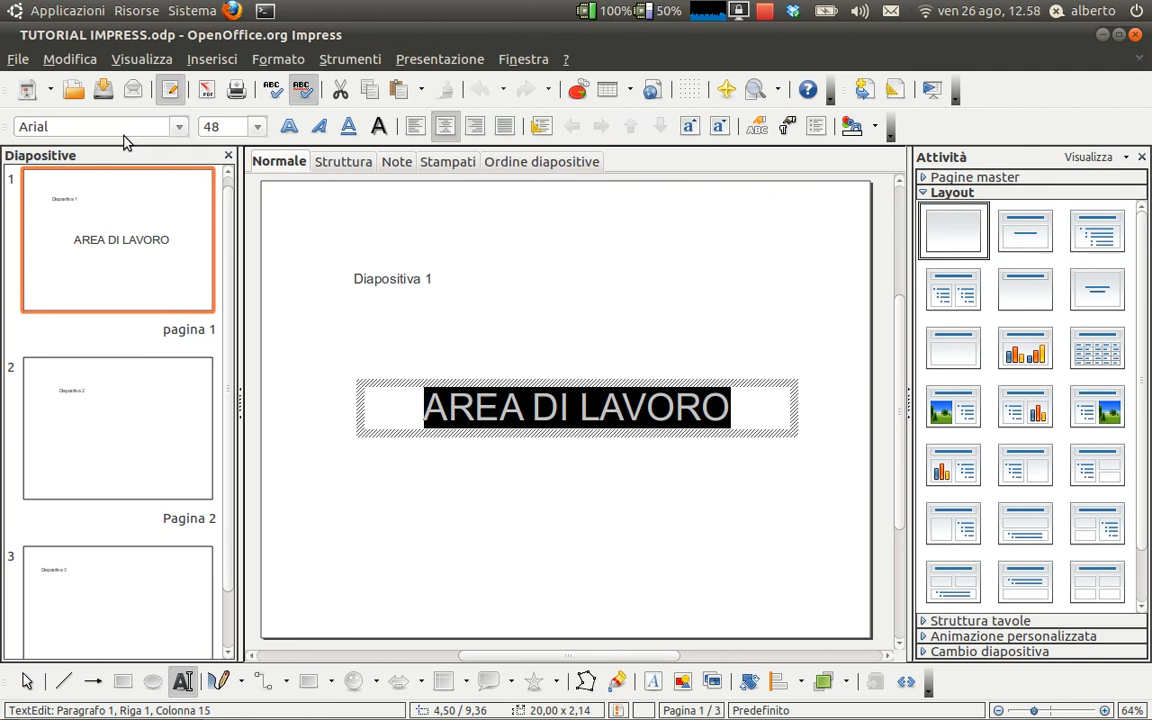 Applicazioni Risorse Sistema 100% 50% ven 26 ago, 12.58 alberto
TUTORIAL IMPRESS.odp - OpenOffice.org Impress
File Modifica Visualizza Inserisci Formato Strumenti Presentazione Finestra ?
Arial 48
Diapositive
Normale Struttura Note Stampati Ordine diapositive
Attività Visualizza
Pagine master
Layout
1
Diapositiva 1
AREA DI LAVORO
pagina 1
2
Diapositiva 2
Pagina 2
3
Diapositiva 3
Diapositiva 1
AREA DI LAVORO
Struttura tavole
Animazione personalizzata
Cambio diapositiva
TextEdit: Paragrafo 1, Riga 1, Colonna 15 4,50 / 9,36 20,00 x 2,14 Pagina 1 / 3 Predefinito 64%